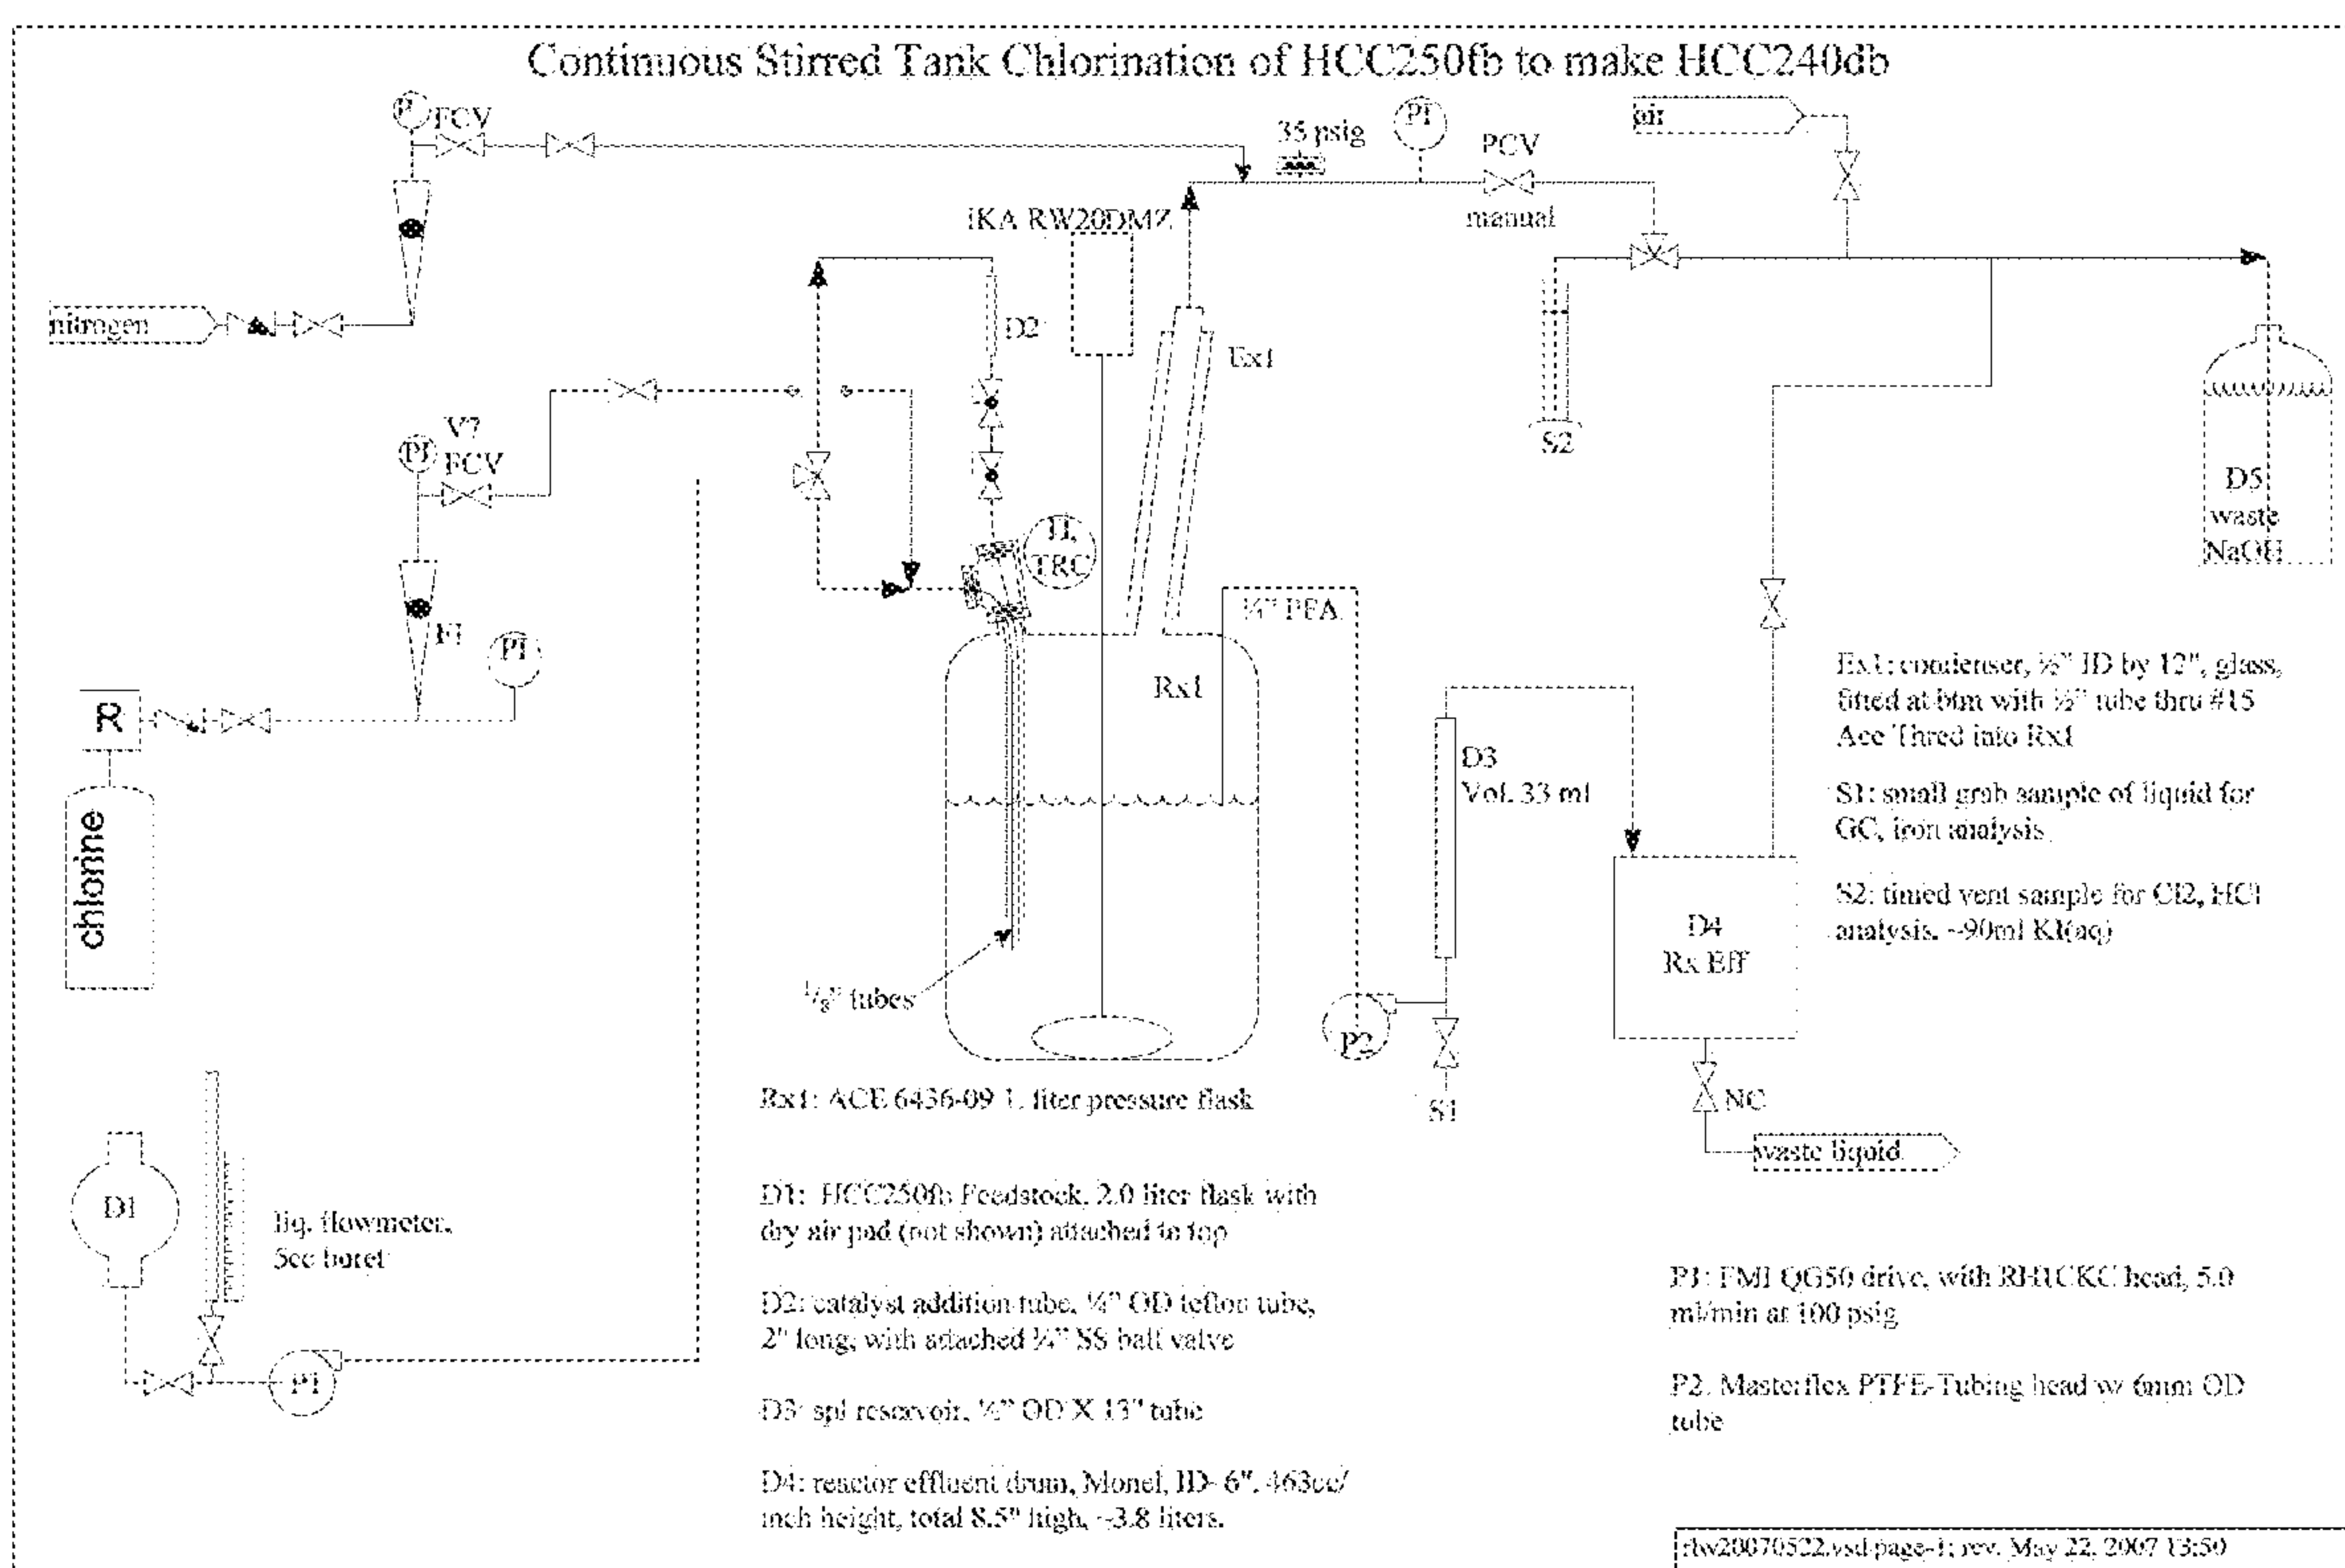 Continuous Stirred Tank Chlorination of HCC250fb to make HCC240db
FCV
35 psig
PI
PCV
manual
air
IKA RW20DMZ
nitrogen
D2
Ex1
S2
V7
PI
FCV
TI,
TRC
D5
waste
NaOH
FI
PI
¼" PFA
Rx1
R
chlorine
D3
Vol. 33 ml
Ex1: condenser, ½" ID by 12", glass,
fitted at btm with ½" tube thru #15
Ace Thred into Rx1
S1: small grab sample of liquid for
GC, iron analysis
S2: timed vent sample for Cl2, HCl
analysis. ~90ml KI(aq)
D4
Rx Eff
1/8" tubes
P2
S1
NC
waste liquid
Rx1: ACE 6436-09 1. liter pressure flask
D1
liq. flowmeter,
5cc buret
P1
D1: HCC250fb Feedstock, 2.0 liter flask with
dry air pad (not shown) attached to top
D2: catalyst addition tube, ¼" OD teflon tube,
2" long, with attached ¼" SS ball valve
D3: spl reservoir, ½" OD X 13" tube
D4: reactor effluent drum, Monel, ID- 6", 463cc/
inch height, total 8.5" high, ~3.8 liters.
P1: FMI QG50 drive, with RH1CKC head, 5.0
ml/min at 100 psig
P2. Masterflex PTFE-Tubing head w/ 6mm OD
tube
rlw20070522.vsd page-1; rev. May 22, 2007 13:50